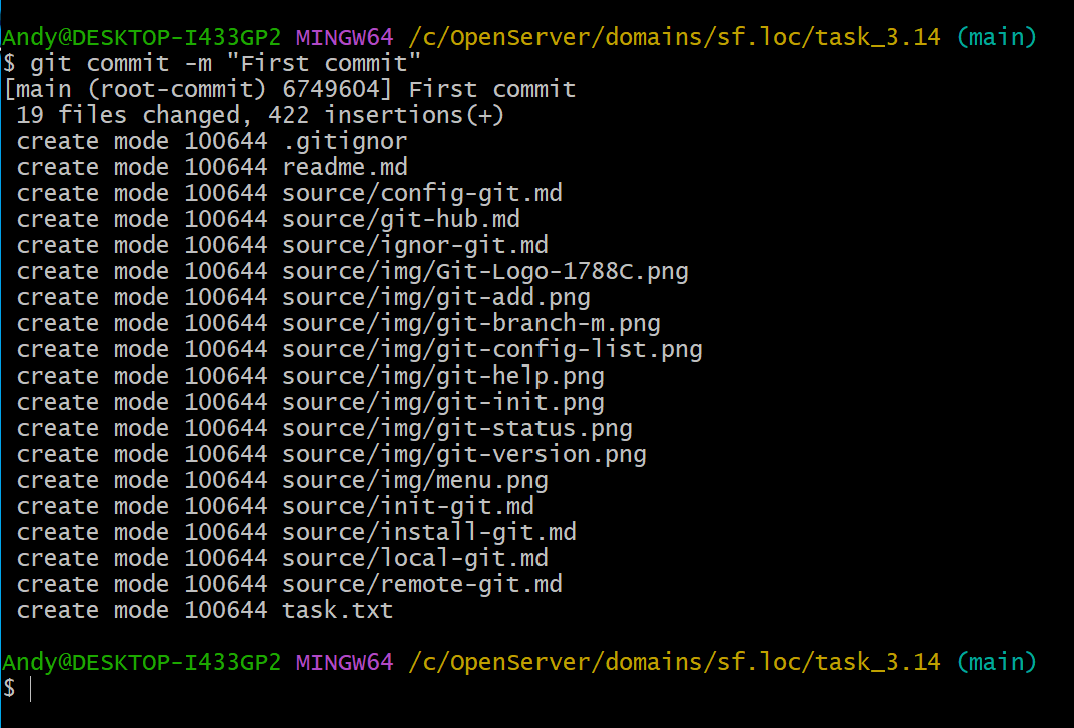 Andy@DESKTOP-I433GP2 MINGW64 /c/OpenServer/domains/sf.loc/task_3.14 (main)
$ git commit -m "First commit"
[main (root-commit) 6749604] First commit
 19 files changed, 422 insertions(+)
 create mode 100644 .gitignor
 create mode 100644 readme.md
 create mode 100644 source/config-git.md
 create mode 100644 source/git-hub.md
 create mode 100644 source/ignor-git.md
 create mode 100644 source/img/Git-Logo-1788C.png
 create mode 100644 source/img/git-add.png
 create mode 100644 source/img/git-branch-m.png
 create mode 100644 source/img/git-config-list.png
 create mode 100644 source/img/git-help.png
 create mode 100644 source/img/git-init.png
 create mode 100644 source/img/git-status.png
 create mode 100644 source/img/git-version.png
 create mode 100644 source/img/menu.png
 create mode 100644 source/init-git.md
 create mode 100644 source/install-git.md
 create mode 100644 source/local-git.md
 create mode 100644 source/remote-git.md
 create mode 100644 task.txt
Andy@DESKTOP-I433GP2 MINGW64 /c/OpenServer/domains/sf.loc/task_3.14 (main)
$